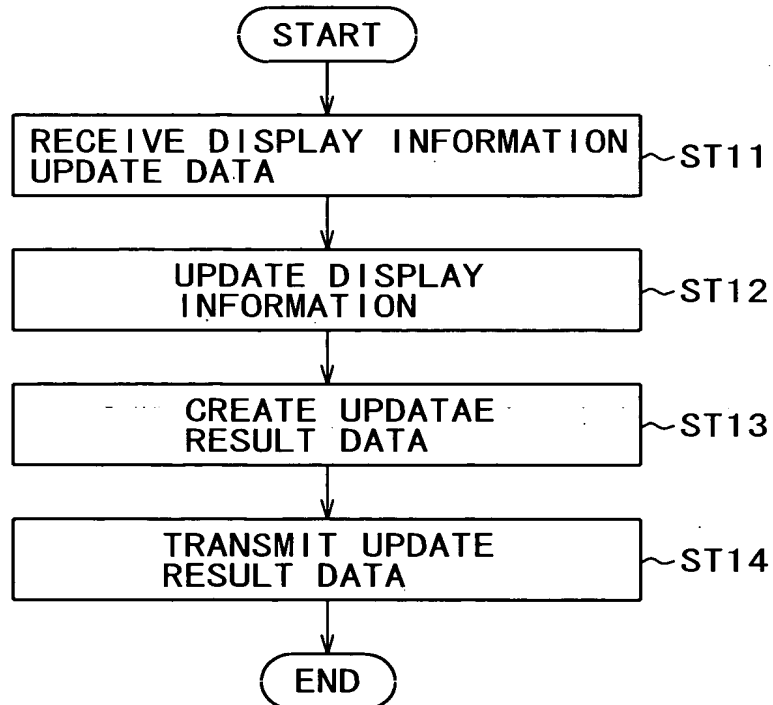 START
RECEIVE DISPLAY INFORMATION
UPDATE DATA
ST11
UPDATE DISPLAY
INFORMATION
ST12
CREATE UPDATAE
RESULT DATA
ST13
TRANSMIT UPDATE
RESULT DATA
ST14
END